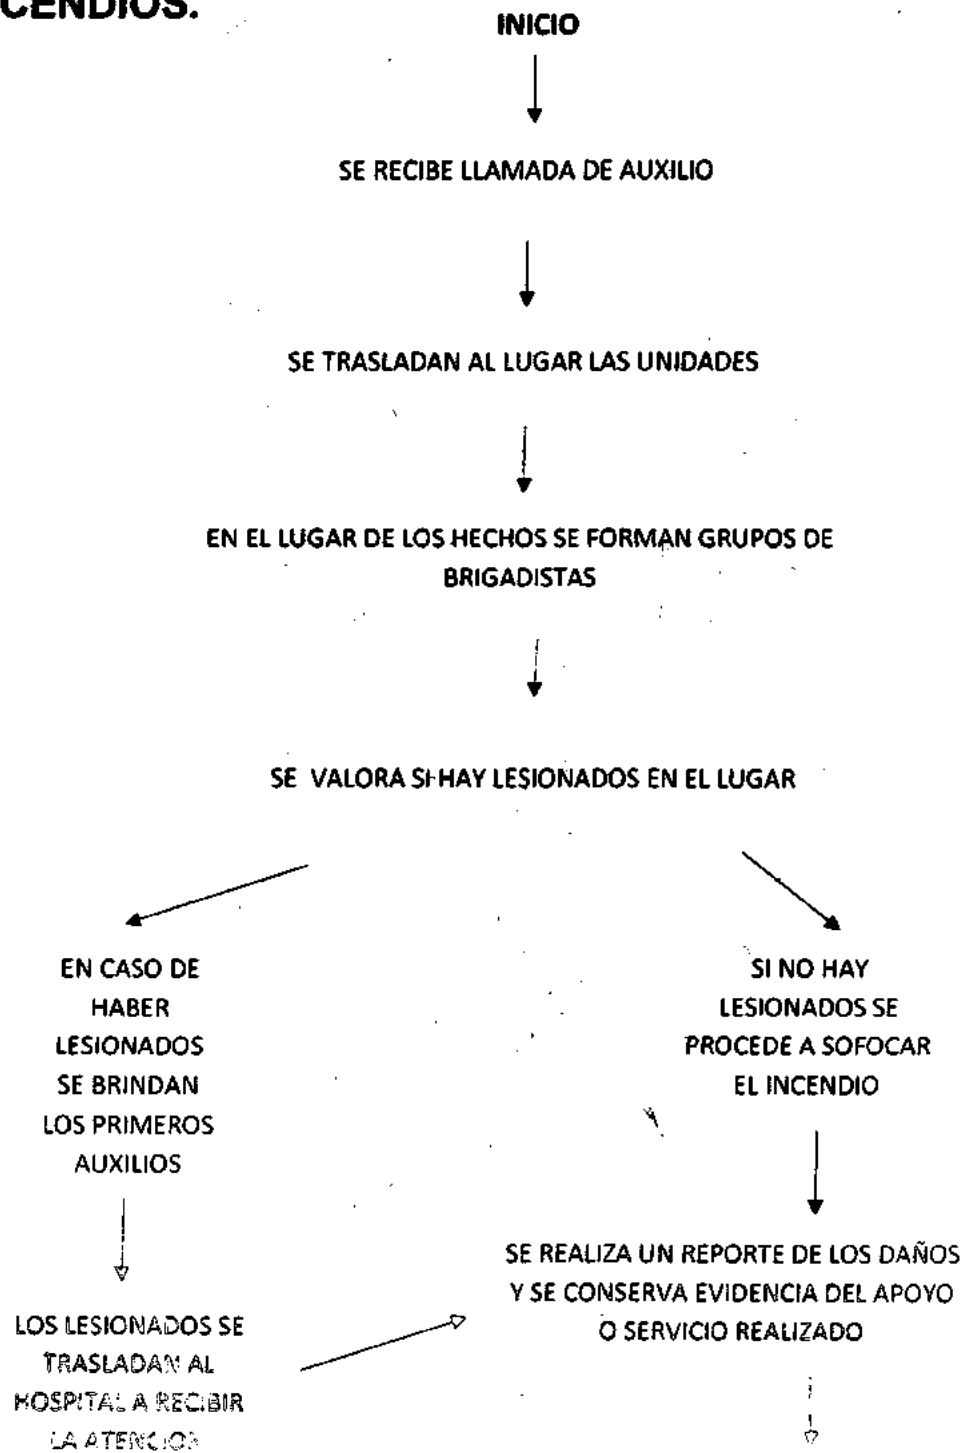 CENDIOS.
INICIO
SE RECIBE LLAMADA DE AUXILIO
SE TRASLADAN AL LUGAR LAS UNIDADES
EN EL LUGAR DE LOS HECHOS SE FORMAN GRUPOS DE
BRIGADISTAS
SE VALORA SI HAY LESIONADOS EN EL LUGAR
EN CASO DE
HABER
LESIONADOS
SE BRINDAN
LOS PRIMEROS
AUXILIOS
LOS LESIONADOS SE
TRASLADAN AL
HOSPITAL A RECIBIR
LA ATENCION
SI NO HAY
LESIONADOS SE
PROCEDE A SOFOCAR
EL INCENDIO
SE REALIZA UN REPORTE DE LOS DAÑOS
Y SE CONSERVA EVIDENCIA DEL APOYO
O SERVICIO REALIZADO